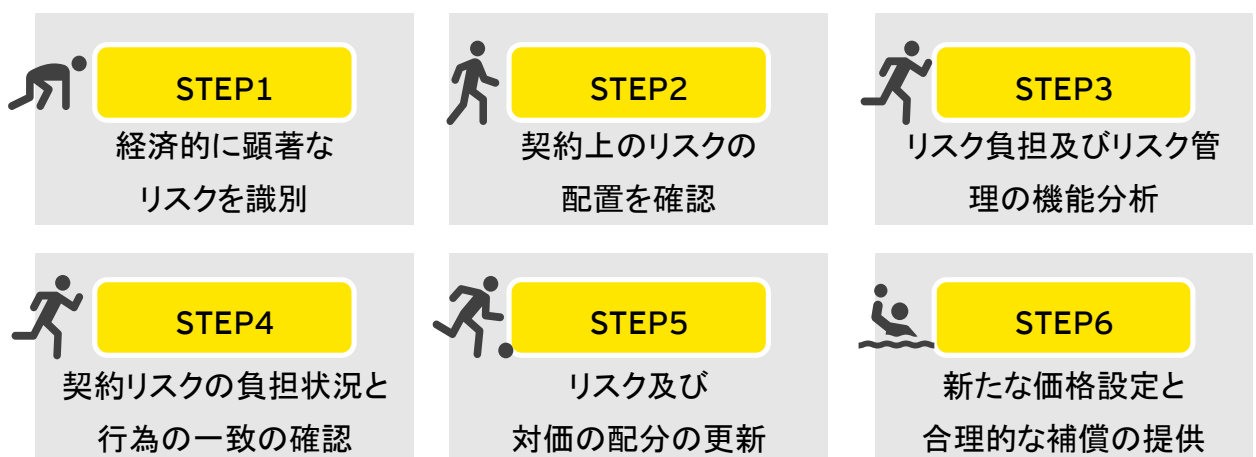 STEP1
経済的に顕著な
リスクを識別
STEP2
契約上のリスクの
配置を確認
STEP3
リスク負担及びリスク管
理の機能分析
STEP4
契約リスクの負担状況と
行為の一致の確認
STEP5
リスク及び
対価の配分の更新
STEP6
新たな価格設定と
合理的な補償の提供